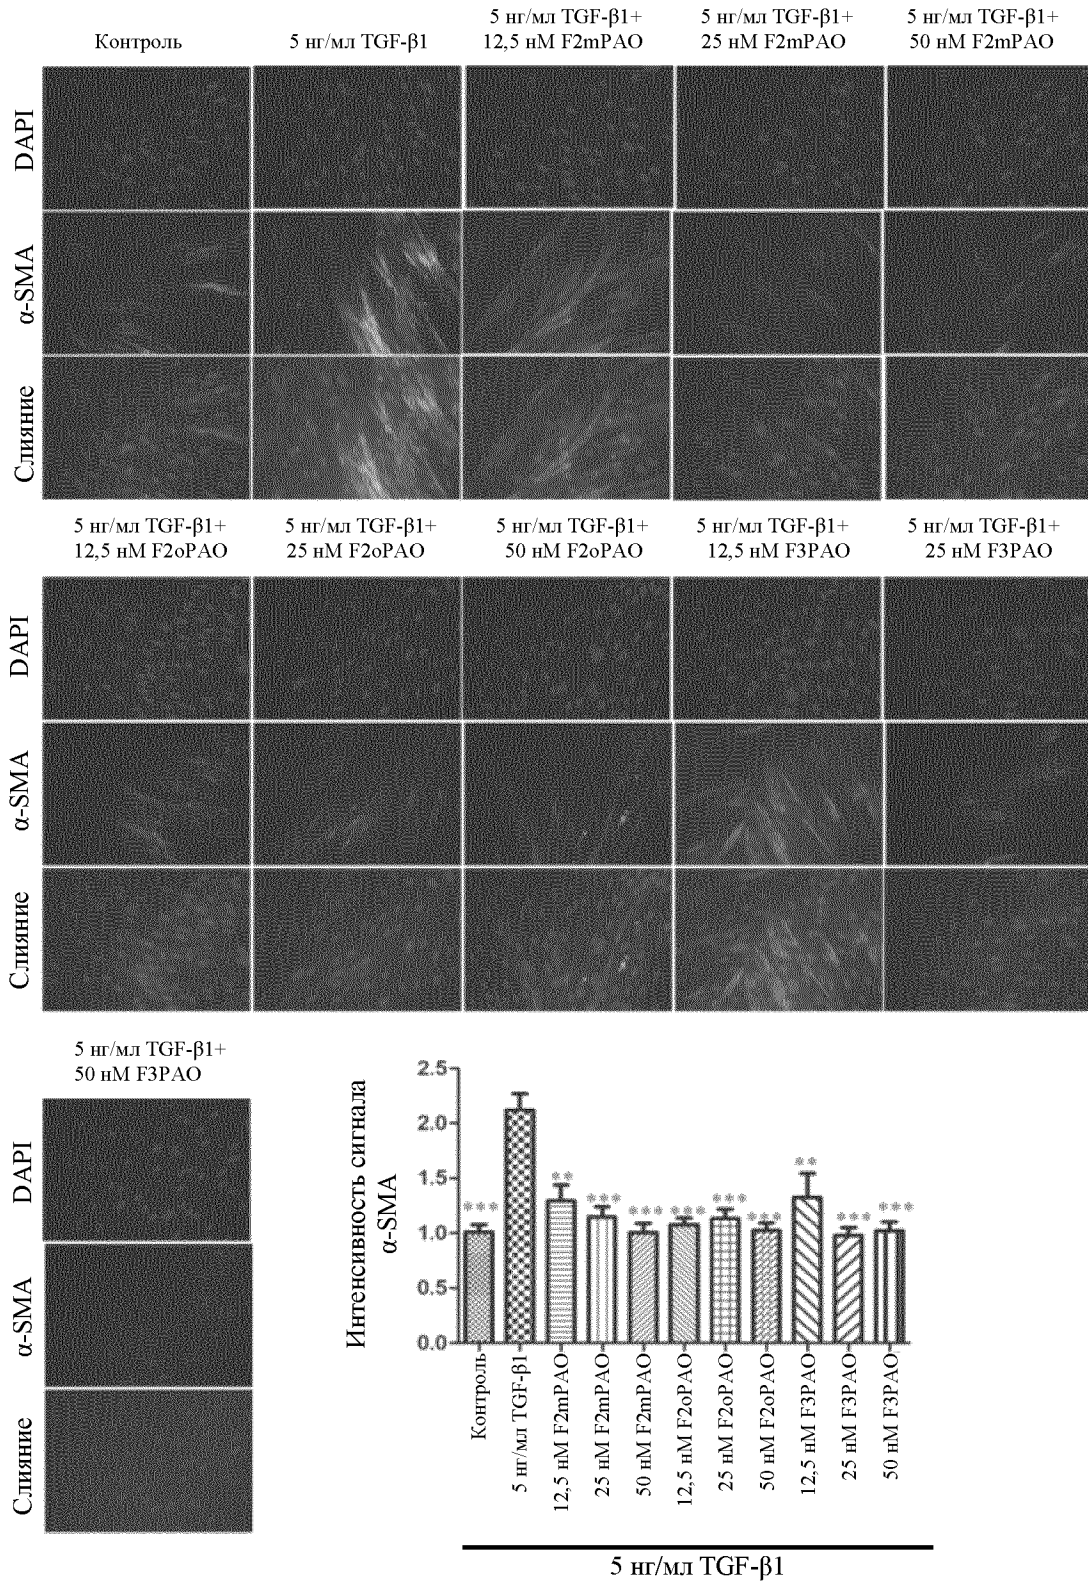 Контроль
5 нг/мл TGF-β1
5 нг/мл TGF-β1+
12,5 нМ F2mPAO
5 нг/мл TGF-β1+
25 нМ F2mPAO
5 нг/мл TGF-β1+
50 нМ F2mPAO
DAPI
α-SMA
Слияние
5 нг/мл TGF-β1+
12,5 нМ F2oPAO
5 нг/мл TGF-β1+
25 нМ F2oPAO
5 нг/мл TGF-β1+
50 нМ F2oPAO
5 нг/мл TGF-β1+
12,5 нМ F3PAO
5 нг/мл TGF-β1+
25 нМ F3PAO
DAPI
α-SMA
Слияние
5 нг/мл TGF-β1+
50 нМ F3PAO
DAPI
α-SMA
Слияние
Интенсивность сигнала
α-SMA
2.5
2.0
1.5
1.0
0.5
0.0
***
**
***
***
***
***
***
**
***
***
Контроль
5 нг/мл TGF-β1
12,5 нМ F2mPAO
25 нМ F2mPAO
50 нМ F2mPAO
12,5 нМ F2oPAO
25 нМ F2oPAO
50 нМ F2oPAO
12,5 нМ F3PAO
25 нМ F3PAO
50 нМ F3PAO
5 нг/мл TGF-β1